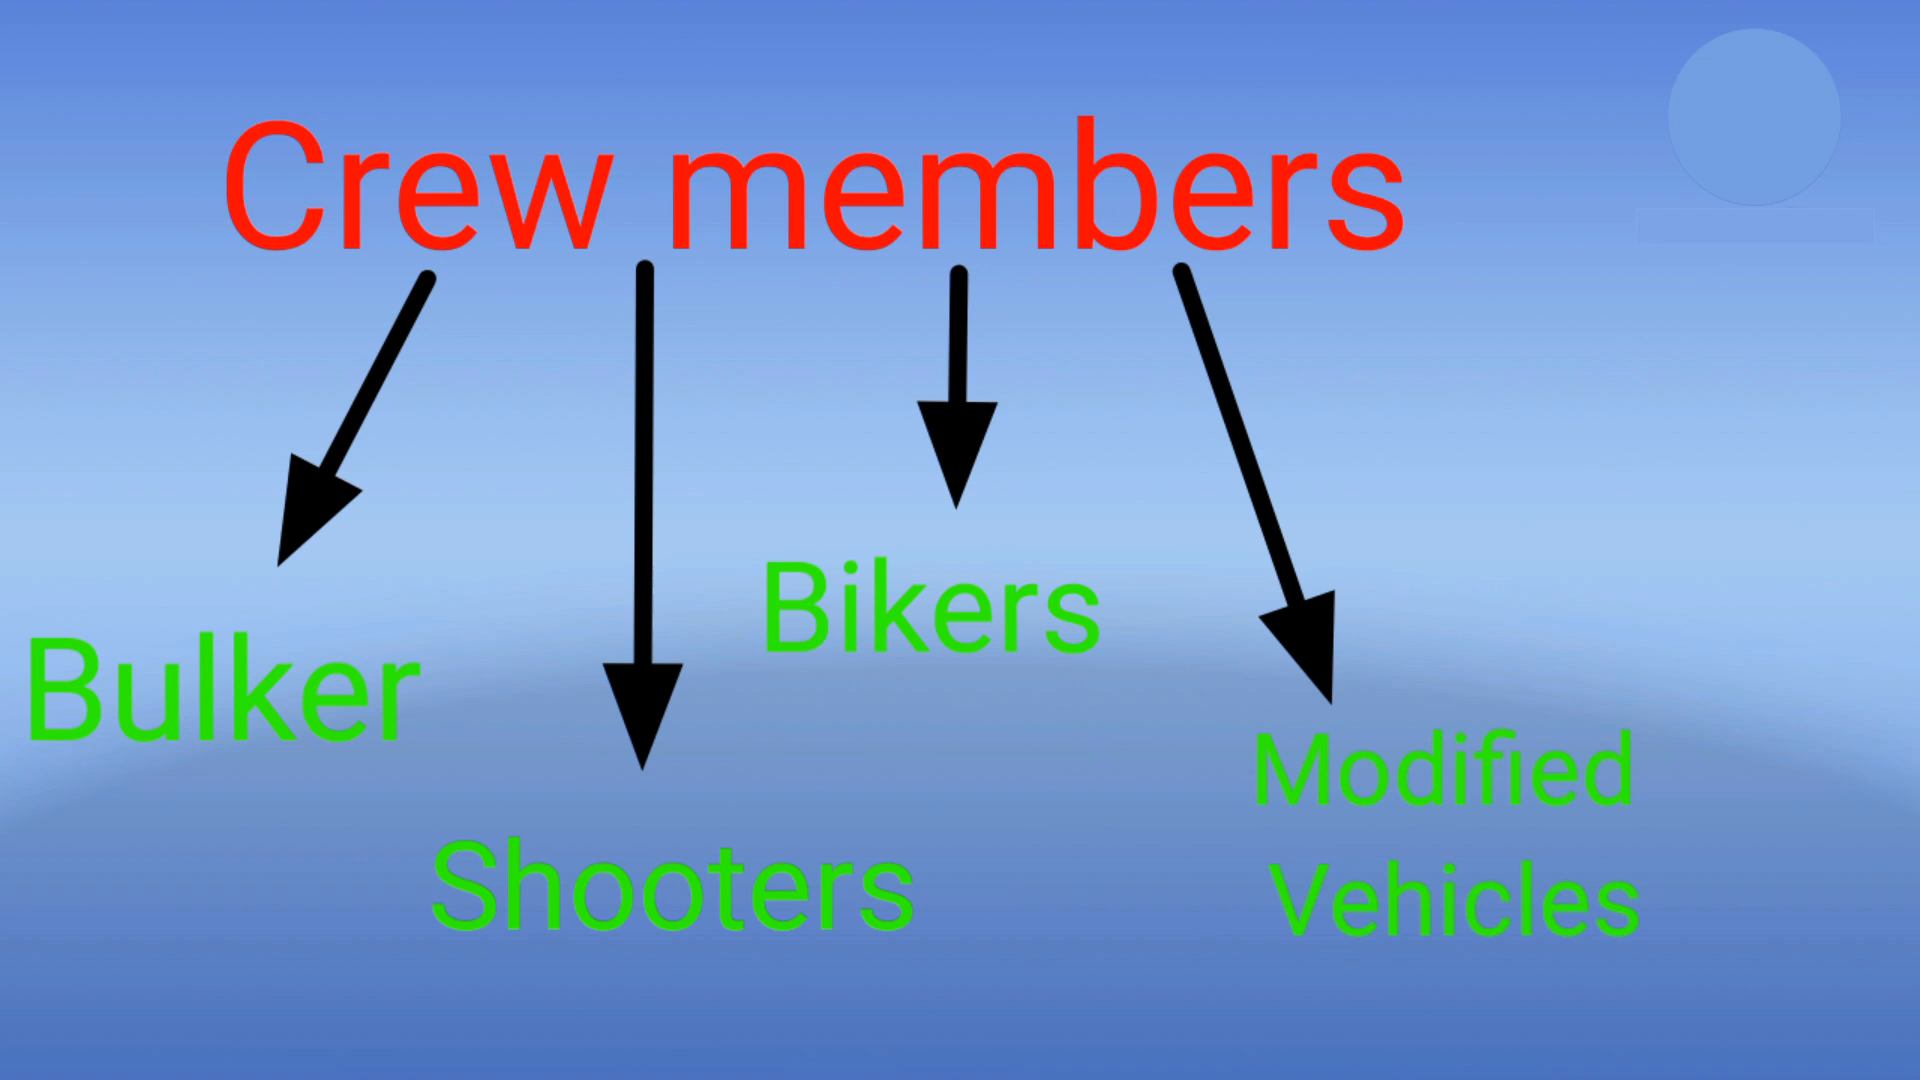 Crew members
Bikers
Bulker
Modified
Vehicles
Shooters